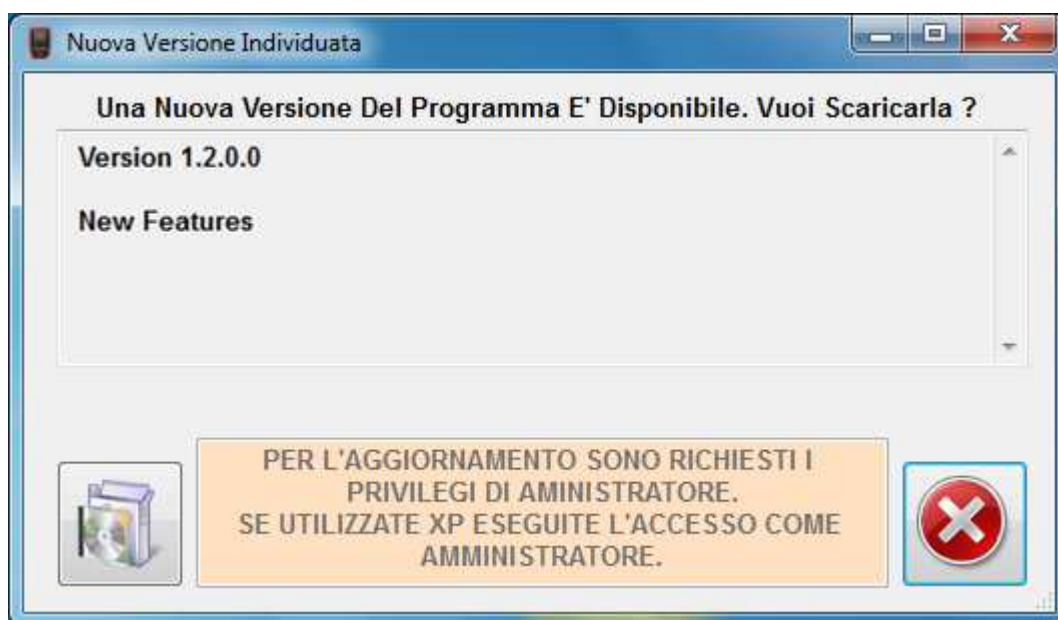 Nuova Versione Individuata
Una Nuova Versione Del Programma E' Disponibile. Vuoi Scaricarla ?
Version 1.2.0.0
New Features
PER L'AGGIORNAMENTO SONO RICHIESTI I
PRIVILEGI DI AMINISTRATORE.
SE UTILIZZATE XP ESEGUITE L'ACCESSO COME
AMMINISTRATORE.